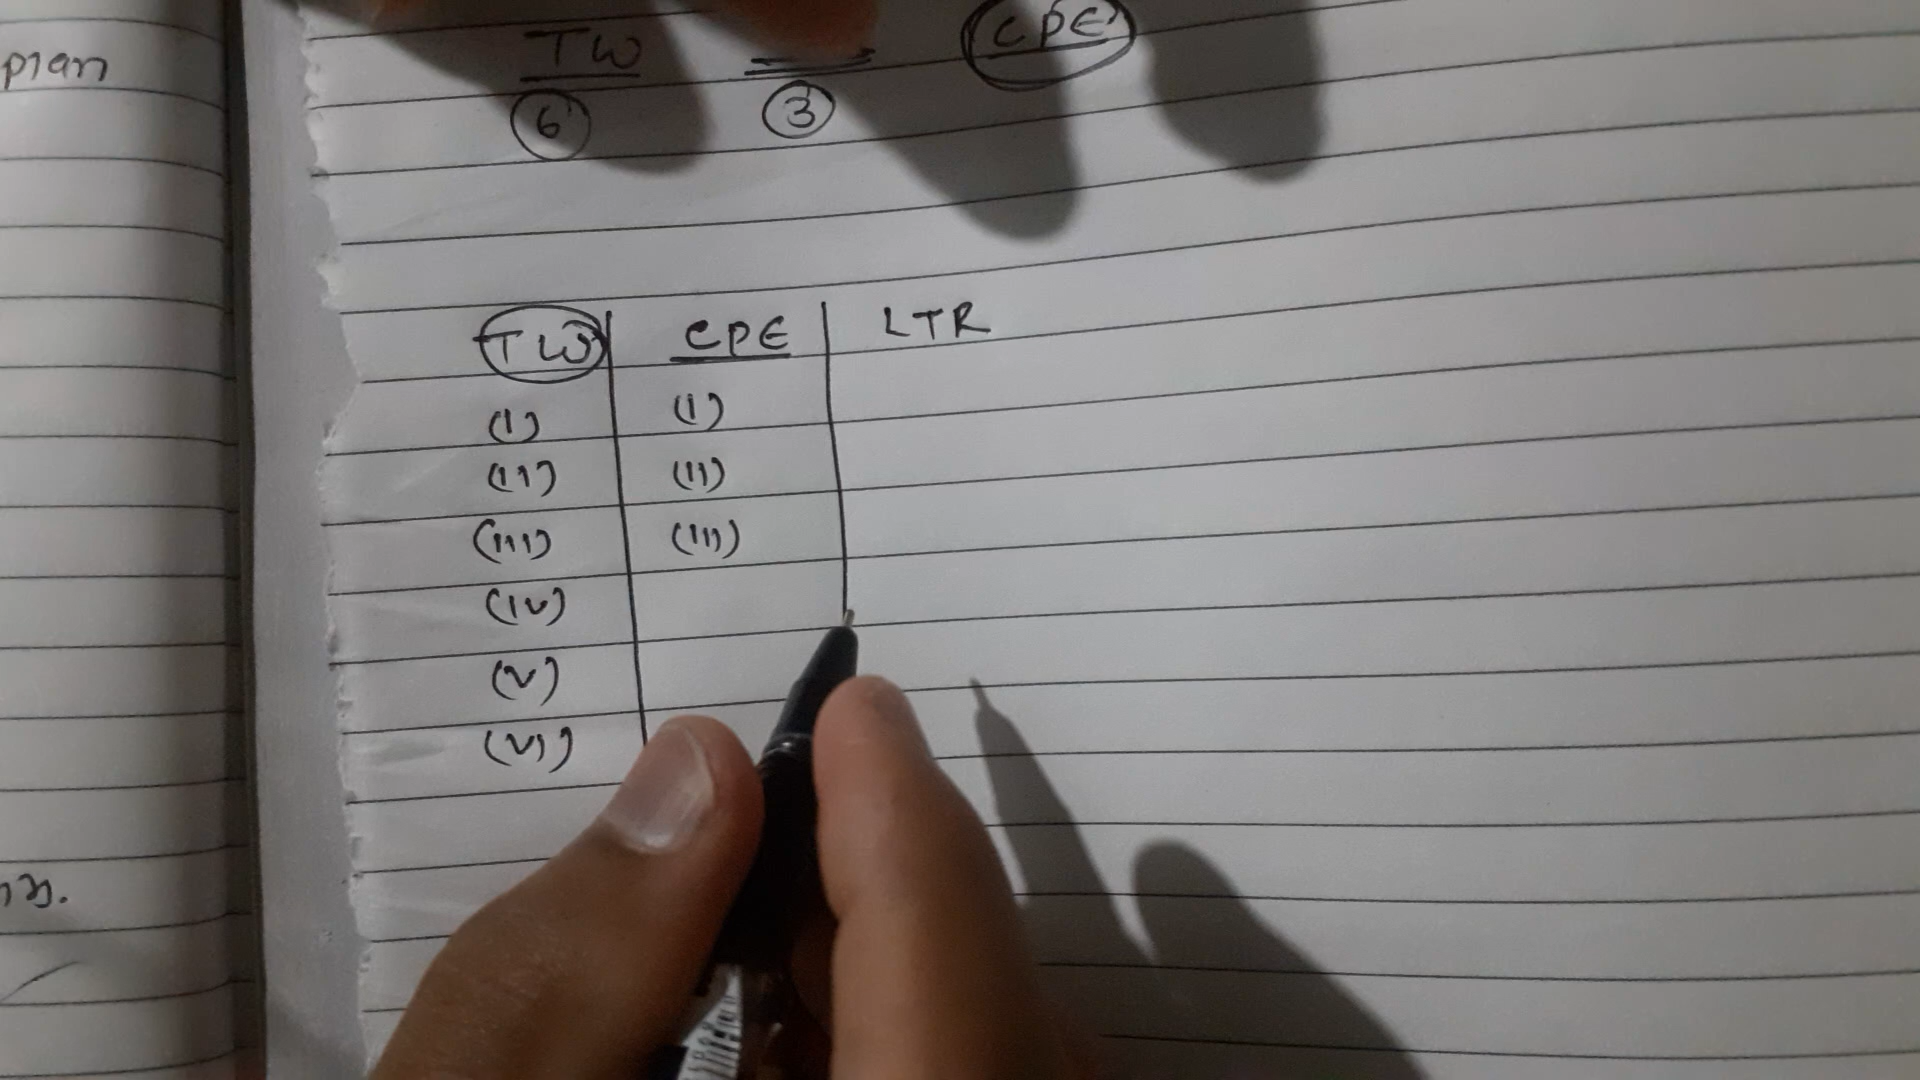 plan
TW CPE
6 3
TW CPE LTR
(i) (i)
(ii) (ii)
(iii) (iii)
(iv)
(v)
(vi)